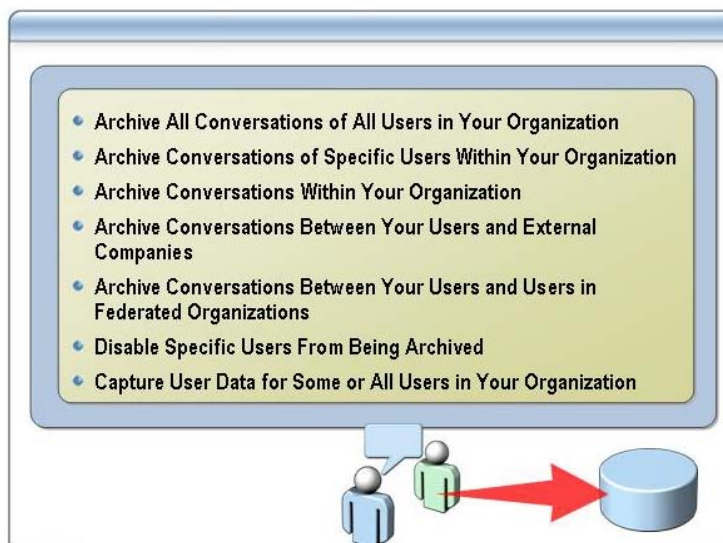 Archive All Conversations of All Users in Your Organization
Archive Conversations of Specific Users Within Your Organization
Archive Conversations Within Your Organization
Archive Conversations Between Your Users and External
Companies
Archive Conversations Between Your Users and Users in
Federated Organizations
Disable Specific Users From Being Archived
Capture User Data for Some or All Users in Your Organization